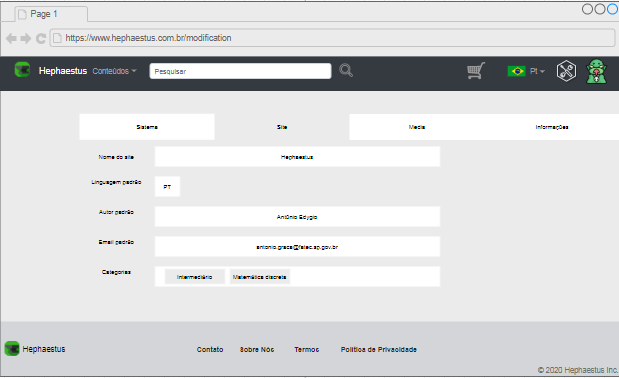 Page 1
https://www.hephaestus.com.br/modification
Hephaestus Conteúdos Pesquisar Pt
Sistema Site Media Informações
Nome do site Hephaestus
Linguagem padrão PT
Autor padrão Antônio Edygio
Email padrão antonio.graca@fatec.sp.gov.br
Categorias Intermediário Matemática discreta
Hephaestus Contato Sobre Nós Termos Política de Privacidade
© 2020 Hephaestus Inc.